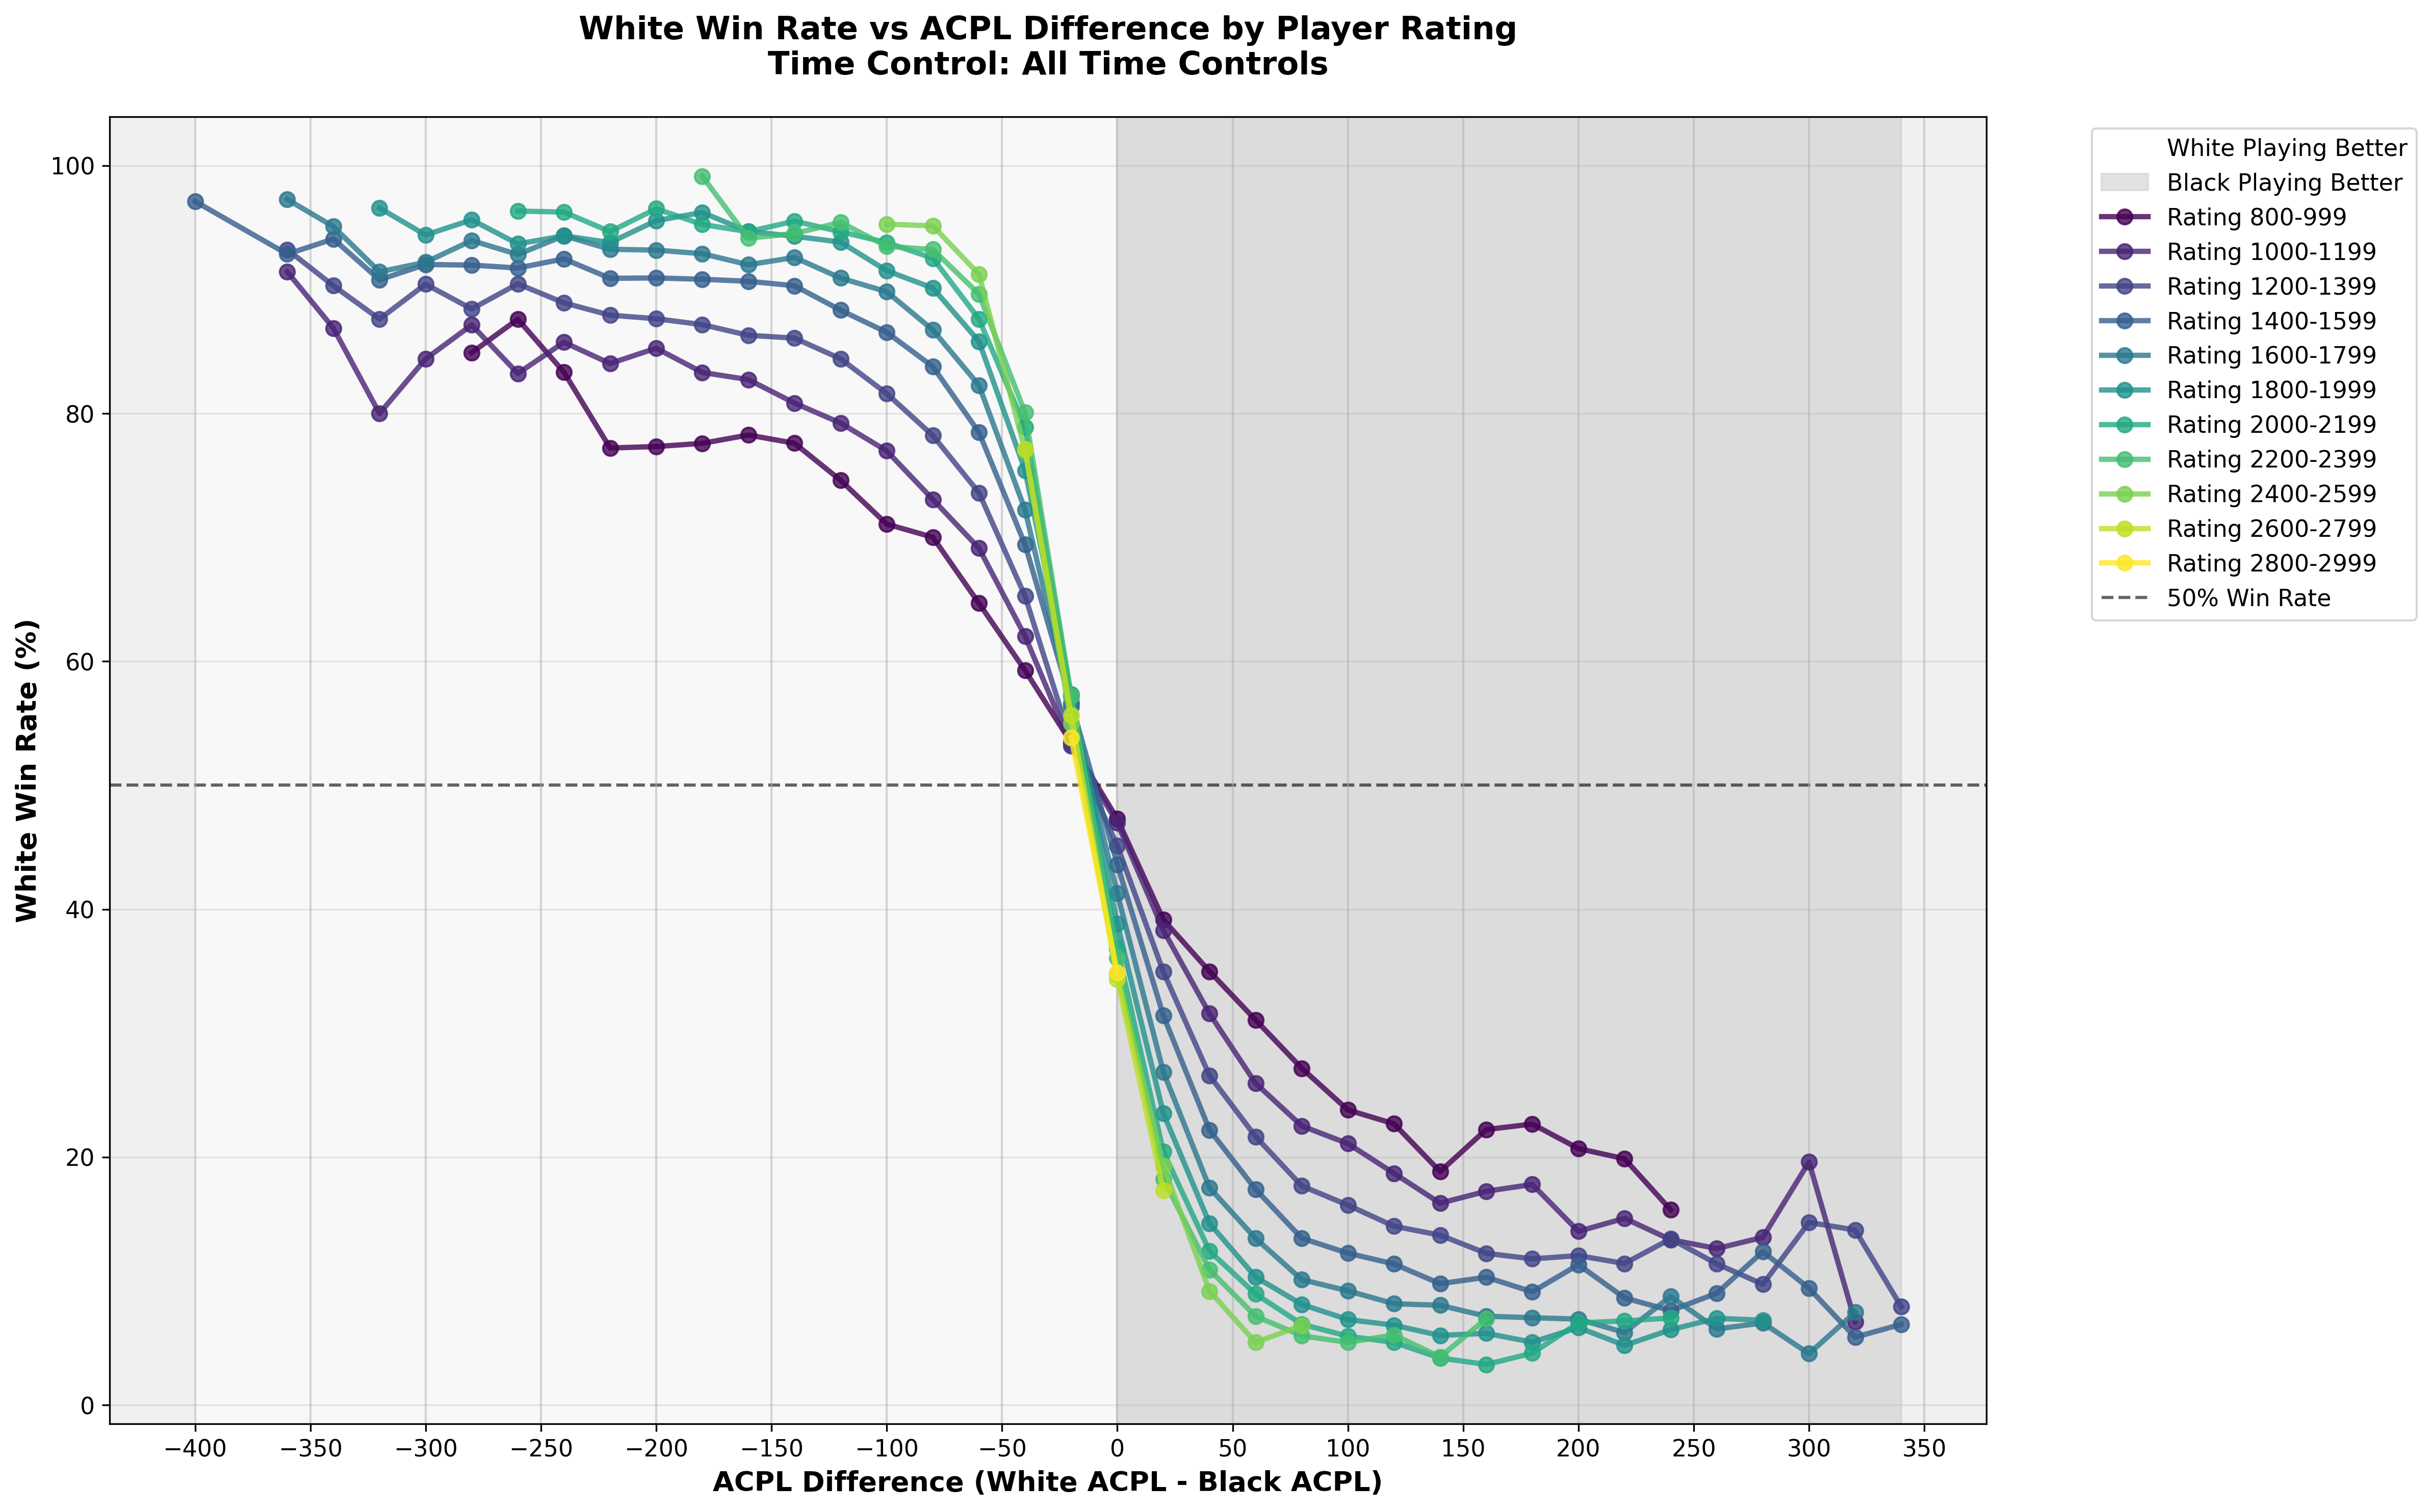 White Win Rate vs ACPL Difference by Player Rating
Time Control: All Time Controls
White Win Rate (%)
100
80
60
40
20
0
−400 −350 −300 −250 −200 −150 −100 −50 0 50 100 150 200 250 300 350
ACPL Difference (White ACPL - Black ACPL)
White Playing Better
Black Playing Better
Rating 800-999
Rating 1000-1199
Rating 1200-1399
Rating 1400-1599
Rating 1600-1799
Rating 1800-1999
Rating 2000-2199
Rating 2200-2399
Rating 2400-2599
Rating 2600-2799
Rating 2800-2999
50% Win Rate